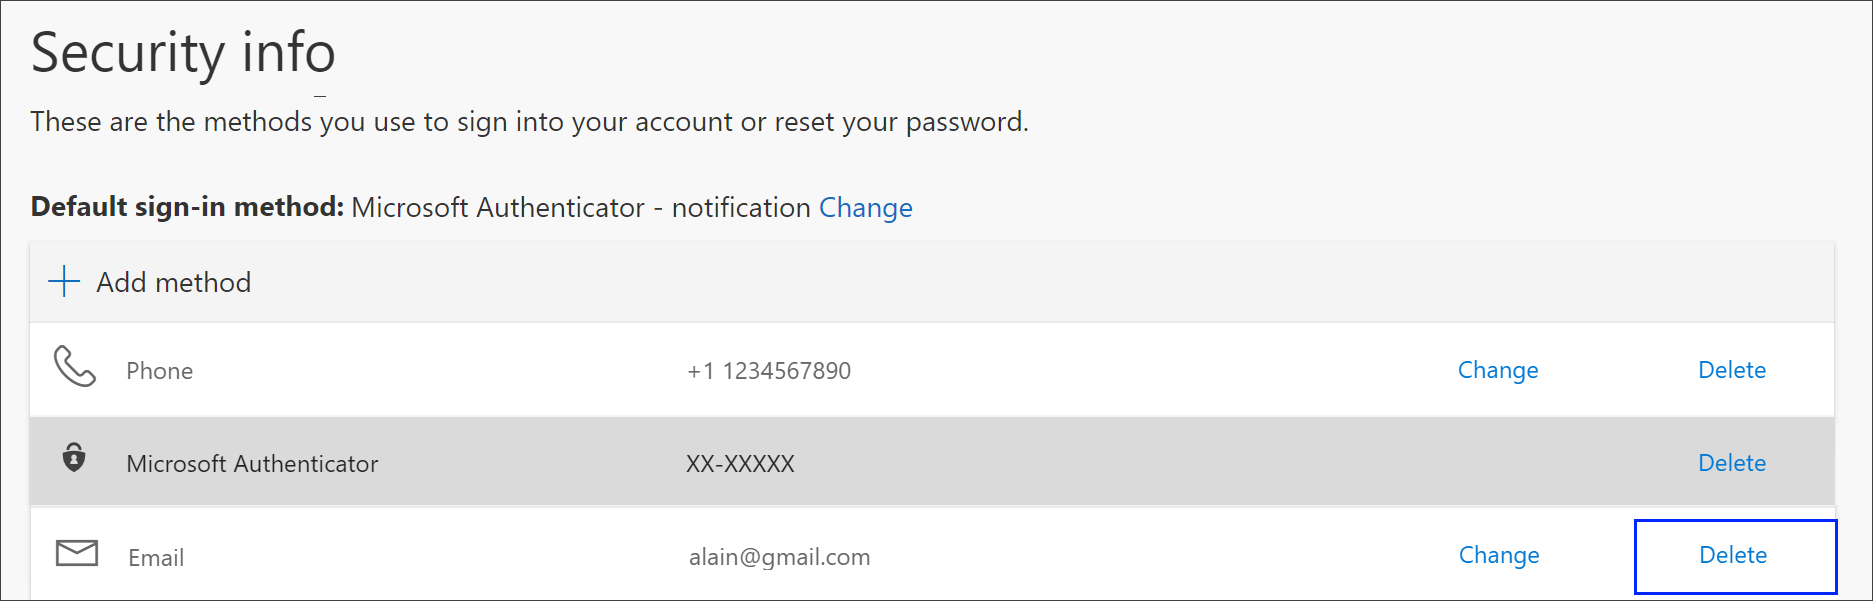 Security info
These are the methods you use to sign into your account or reset your password.
Default sign-in method: Microsoft Authenticator - notification Change
Add method
Phone +1 1234567890 Change Delete
Microsoft Authenticator XX-XXXXX Delete
Email alain@gmail.com Change Delete